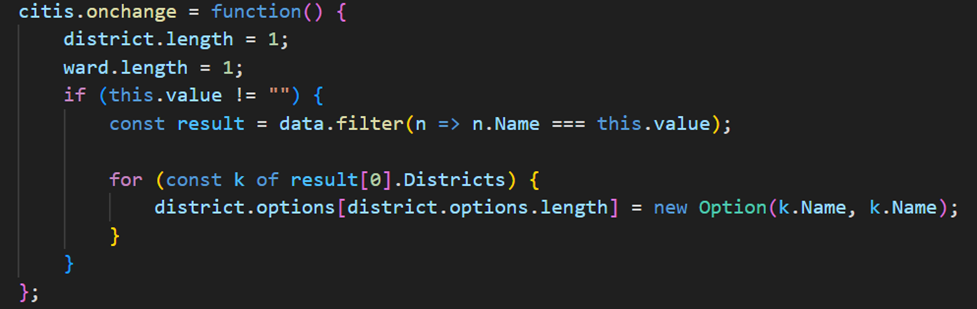 citis.onchange = function() {
district.length = 1;
ward.length = 1;
if (this.value != "") {
const result = data.filter(n => n.Name === this.value);
for (const k of result[0].Districts) {
district.options[district.options.length] = new Option(k.Name, k.Name);
}
}
};